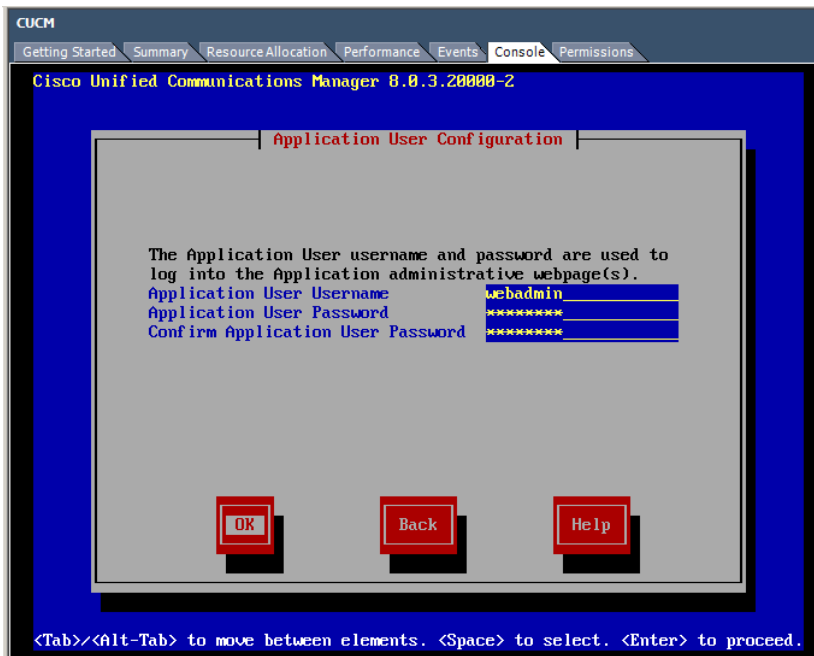 CUCM
Getting Started Summary Resource Allocation Performance Events Console Permissions
Cisco Unified Communications Manager 8.0.3.20000-2
Application User Configuration
The Application User username and password are used to
log into the Application administrative webpage(s).
Application User Username webadmin
Application User Password ********
Confirm Application User Password ********
OK Back Help
<Tab>/<Alt-Tab> to move between elements. <Space> to select. <Enter> to proceed.